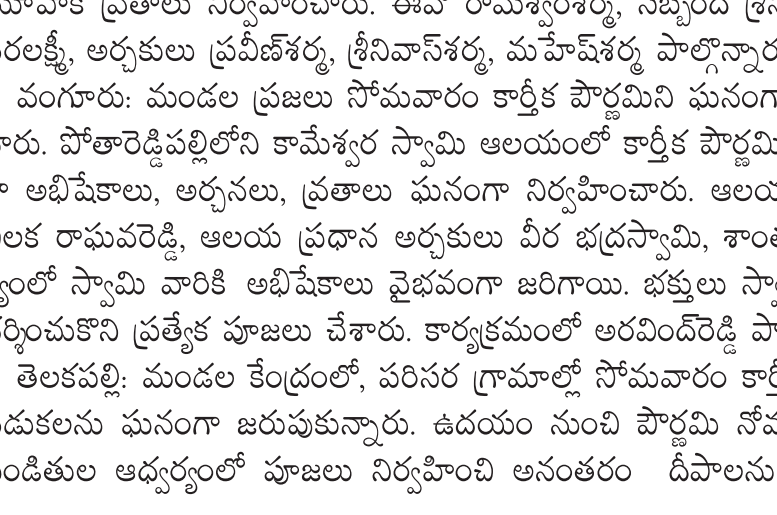 వ్రతాలు నిర్వహించారు. ఈవో రామేశ్వరశర్మ, సిబ్బంది
అర్చకులు ప్రవీణ్‌శర్మ, శ్రీనివాస్‌శర్మ, మహేష్‌శర్మ పాల్గొన్నార
వంగూరు: మండల ప్రజలు సోమవారం కార్తీక పౌర్ణమిని ఘనంగా
ారు. పోతారెడ్డిపల్లిలోని కామేశ్వర స్వామి ఆలయంలో కార్తీక పౌర్ణమి
ా అభిషేకాలు, అర్చనలు, వ్రతాలు ఘనంగా నిర్వహించారు. ఆలయ
లక రాఘవరెడ్డి, ఆలయ ప్రధాన అర్చకులు వీర భద్రస్వామి, శాంత
్యంలో స్వామి వారికి అభిషేకాలు వైభవంగా జరిగాయి. భక్తులు స్వా
ర్శించుకొని ప్రత్యేక పూజలు చేశారు. కార్యక్రమంలో అరవింద్‌రెడ్డి పా
తెలకపల్లి: మండల కేంద్రంలో, పరిసర గ్రామాల్లో సోమవారం కార్తీ
డుకలను ఘనంగా జరుపుకున్నారు. ఉదయం నుంచి పౌర్ణమి నోమ
ండితుల ఆధ్వర్యంలో పూజలు నిర్వహించి అనంతరం దీపాలను